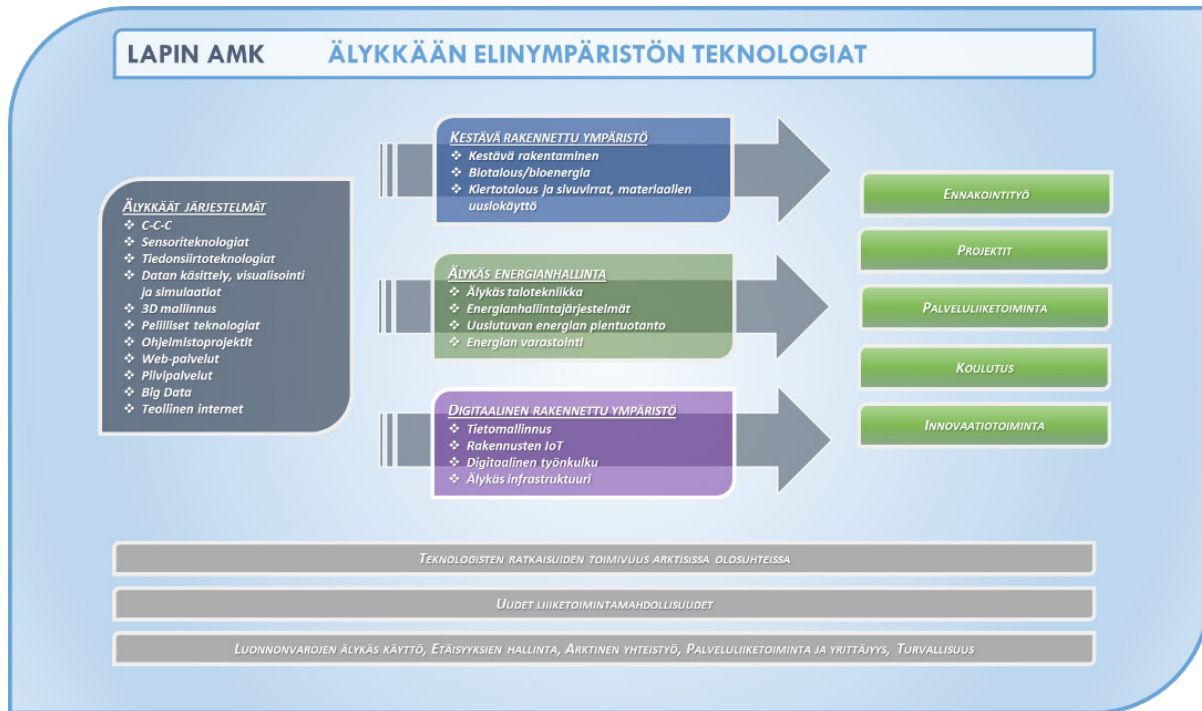 LAPIN AMK ÄLYKKÄÄN ELINYMPÄRISTÖN TEKNOLOGIAT
ÄLYKKÄÄT JÄRJESTELMÄT
❖ C-C-C
❖ Sensoriteknologiat
❖ Tiedonsiirtoteknologiat
❖ Datan käsittely, visualisointi
ja simulaatiot
❖ 3D mallinnus
❖ Pelilliset teknologiat
❖ Ohjelmistoprojektit
❖ Web-palvelut
❖ Pilvipalvelut
❖ Big Data
❖ Teollinen internet
KESTÄVÄ RAKENNETTU YMPÄRISTÖ
❖ Kestävä rakentaminen
❖ Biotalous/bioenergia
❖ Kiertotalous ja sivuvirrat, materiaalien
uusiokäyttö
ÄLYKÄS ENERGIANHALLINTA
❖ Älykäs talotekniikka
❖ Energianhallintajärjestelmät
❖ Uusiutuvan energian pientuotanto
❖ Energian varastointi
DIGITAALINEN RAKENNETTU YMPÄRISTÖ
❖ Tietomallinnus
❖ Rakennusten IoT
❖ Digitaalinen työnkulku
❖ Älykäs infrastruktuuri
ENNAKOINTITYÖ
PROJEKTIT
PALVELULIIKETOIMINTA
KOULUTUS
INNOVAATIOTOIMINTA
TEKNOLOGISTEN RATKAISUIDEN TOIMIVUUS ARKTISISSA OLOSUHTEISSA
UUDET LIIKETOIMINTAMAHDOLLISUUDET
LUONNONVAROJEN ÄLYKÄS KÄYTTÖ, ETÄISYYKSIEN HALLINTA, ARKTINEN YHTEISTYÖ, PALVELULIIKETOIMINTA JA YRITTÄJYYS, TURVALLISUUS